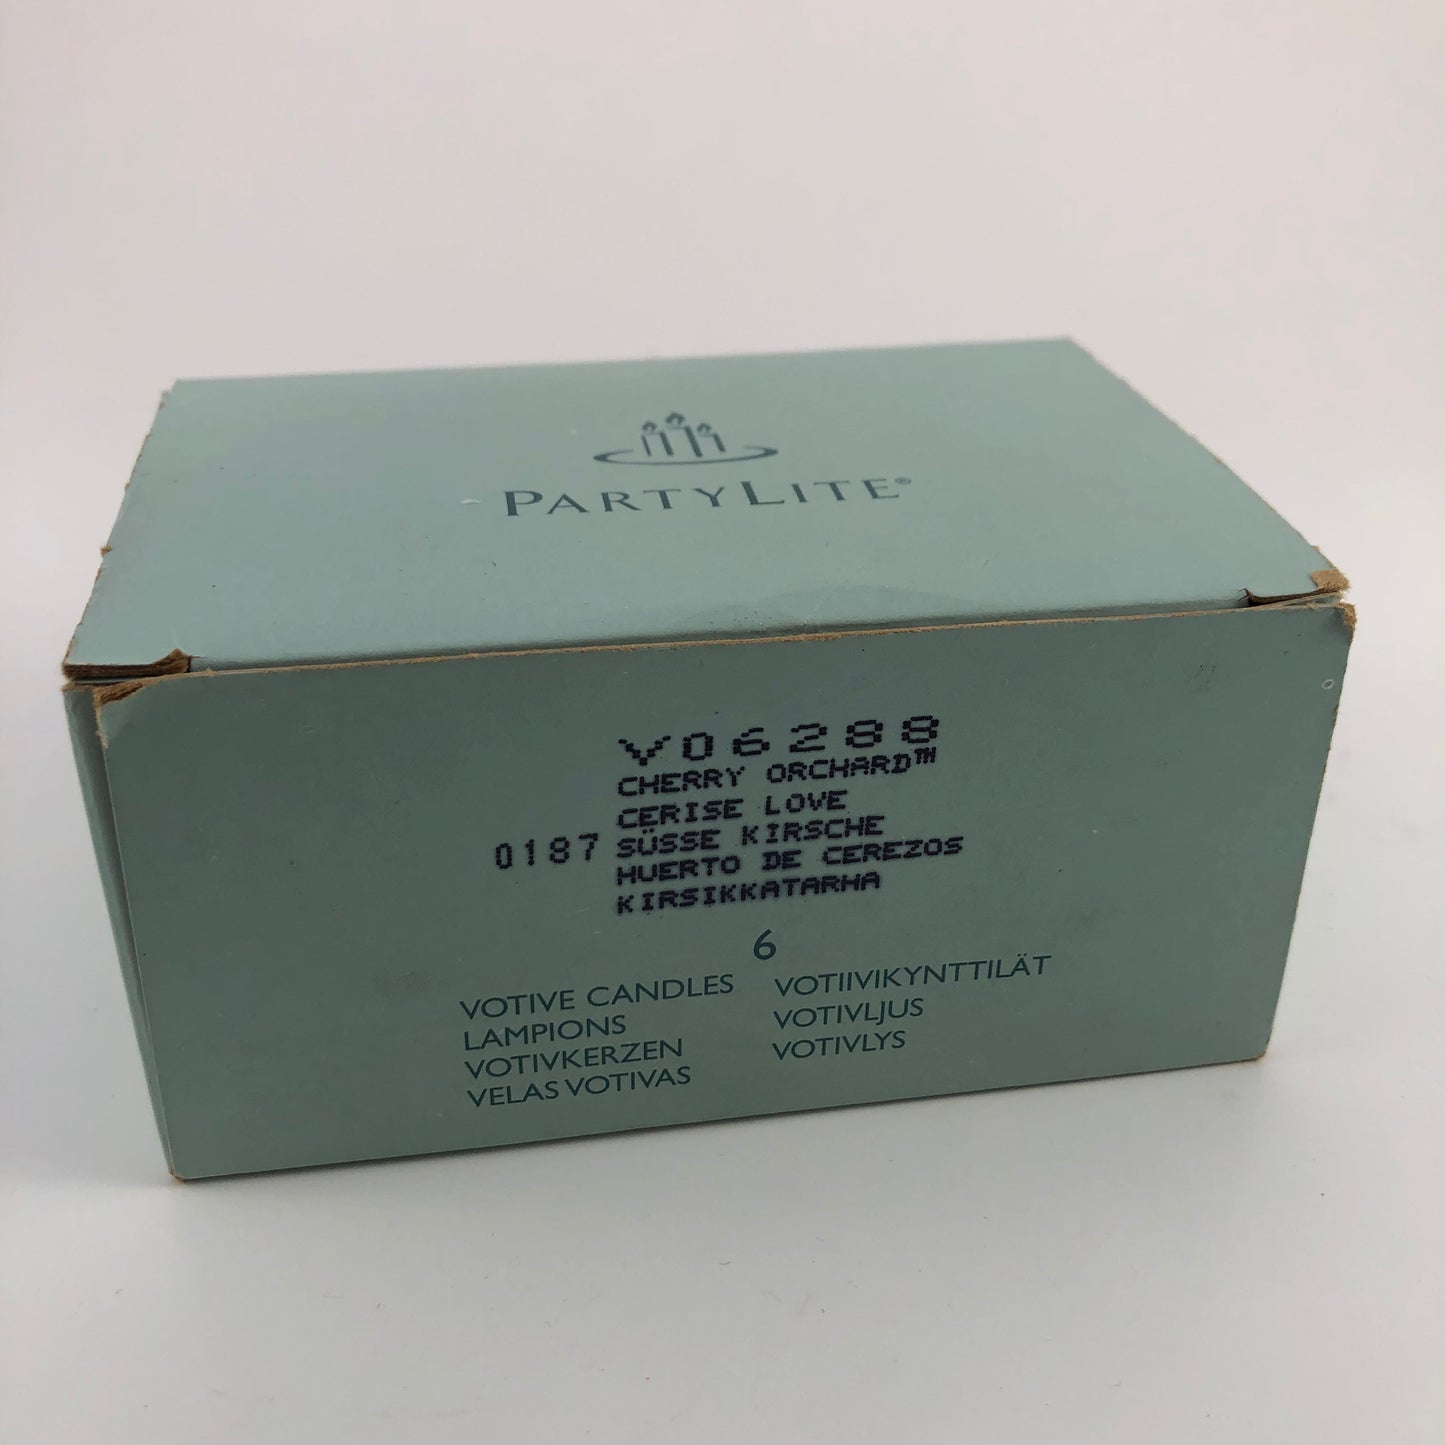 PARTYLITE®
V06288
CHERRY ORCHARD™
CERISE LOVE
0187 SÜSSE KIRSCHE
HUERTO DE CEREZOS
KIRSIKKATARHA
6
VOTIVE CANDLES
LAMPIONS
VOTIVKERZEN
VELAS VOTIVAS
VOTIIVIKYNTTILÄT
VOTIVLJUS
VOTIVLYS